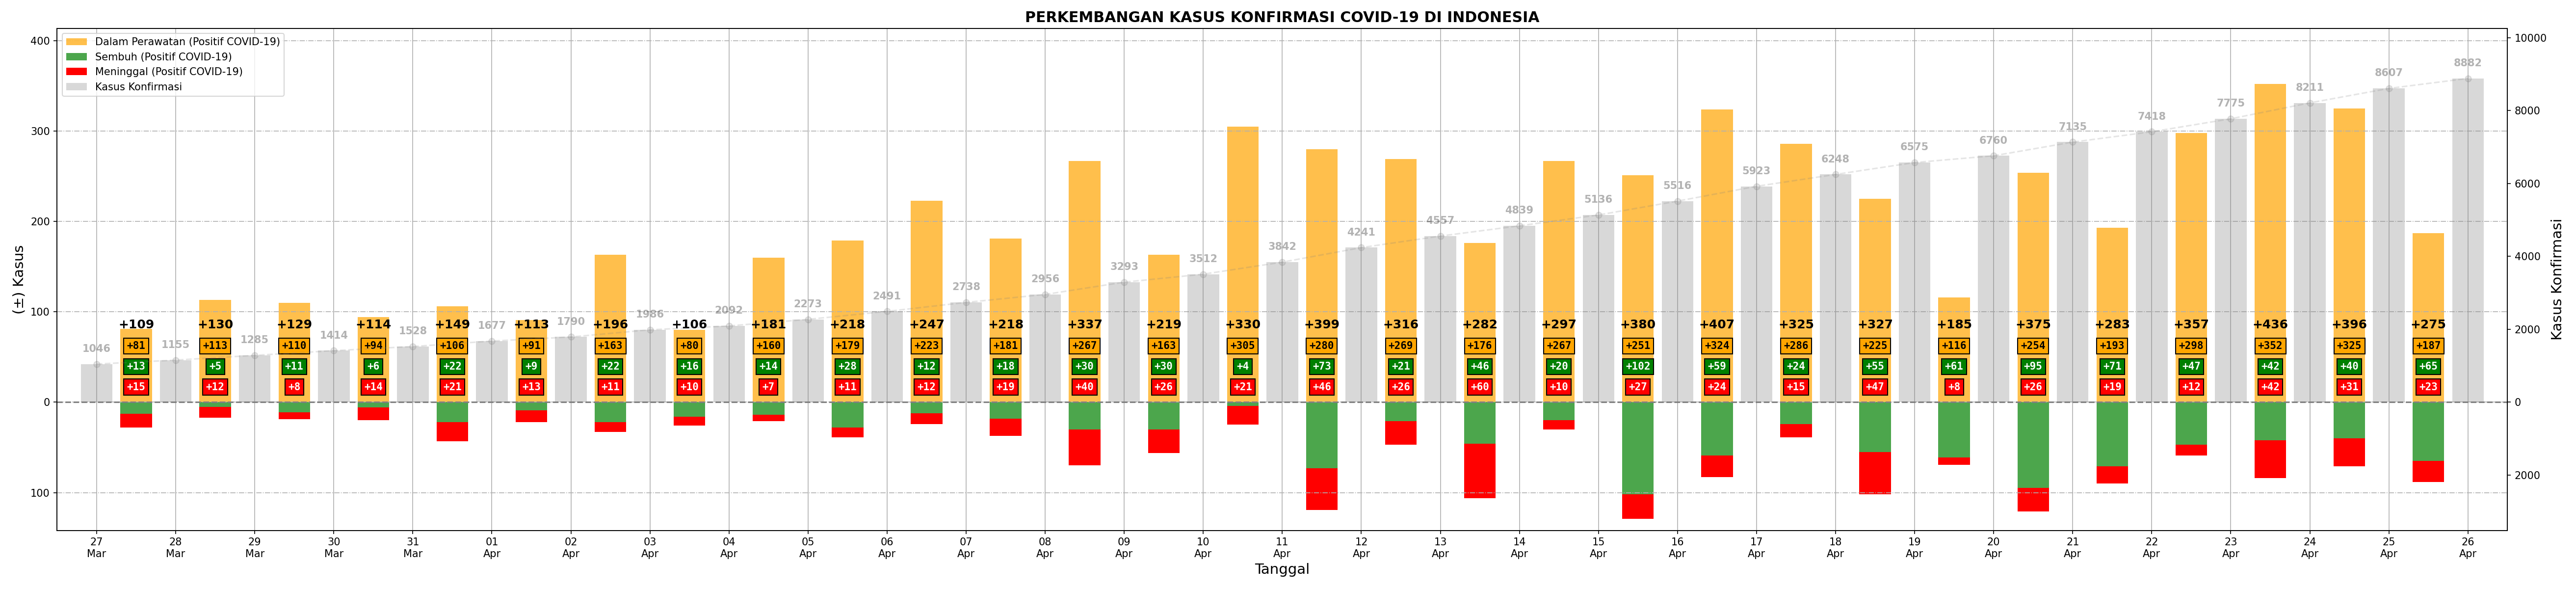 PERKEMBANGAN KASUS KONFIRMASI COVID-19 DI INDONESIA
Dalam Perawatan (Positif COVID-19)
Sembuh (Positif COVID-19)
Meninggal (Positif COVID-19)
Kasus Konfirmasi
(±) Kasus
400
300
200
100
0
100
1046 1155 1285 1414 1528 1677 1790 1986 2092 2273 2491 2738 2956 3293 3512 3842 4241 4557 4839 5136 5516 5923 6248 6575 6760 7135 7418 7775 8211 8607 8882
+109 +130 +129 +114 +149 +113 +196 +106 +181 +218 +247 +218 +337 +219 +330 +399 +316 +282 +297 +380 +407 +325 +327 +185 +375 +283 +357 +436 +396 +275
+81 +113 +110 +94 +106 +91 +163 +80 +160 +179 +223 +181 +267 +163 +305 +280 +269 +176 +267 +251 +324 +286 +225 +116 +254 +193 +298 +352 +325 +187
+13 +5 +11 +6 +22 +9 +22 +16 +14 +28 +12 +18 +30 +30 +4 +73 +21 +46 +20 +102 +59 +24 +55 +61 +95 +71 +47 +42 +40 +65
+15 +12 +8 +14 +21 +13 +11 +10 +7 +11 +12 +19 +40 +26 +21 +46 +26 +60 +10 +27 +24 +15 +47 +8 +26 +19 +12 +42 +31 +23
10000
8000
6000
4000
2000
0
2000
Kasus Konfirmasi
27 28 29 30 31 01 02 03 04 05 06 07 08 09 10 11 12 13 14 15 16 17 18 19 20 21 22 23 24 25 26
Mar Mar Mar Mar Mar Apr Apr Apr Apr Apr Apr Apr Apr Apr Apr Apr Apr Apr Apr Apr Apr Apr Apr Apr Apr Apr Apr Apr Apr Apr Apr
Tanggal